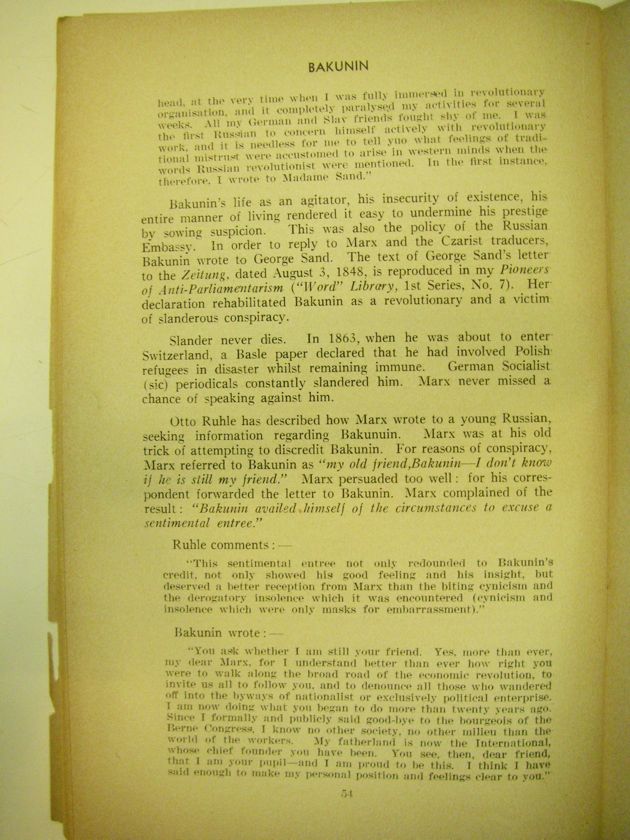 BAKUNIN
head, at the very time when I was fully immersed in revolutionary
organisation, and it completely paralysed my activities for several
weeks. All my German and Slav friends fought shy of me. I was
the first Russian to concern himself actively with revolutionary
work, and it is needless for me to tell yuo what feelings of tradi-
tional mistrust were accustomed to arise in western minds when the
words Russian revolutionist were mentioned. In the first instance,
therefore, I wrote to Madame Sand."
Bakunin's life as an agitator, his insecurity of existence, his
entire manner of living rendered it easy to undermine his prestige
by sowing suspicion. This was also the policy of the Russian
Embassy. In order to reply to Marx and the Czarist traducers,
Bakunin wrote to George Sand. The text of George Sand's letter
to the Zeitung, dated August 3, 1848, is reproduced in my Pioneers
of Anti-Parliamentarism ("Word" Library, 1st Series, No. 7). Her
declaration rehabilitated Bakunin as a revolutionary and a victim
of slanderous conspiracy.
Slander never dies. In 1863, when he was about to enter
Switzerland, a Basle paper declared that he had involved Polish
refugees in disaster whilst remaining immune. German Socialist
(sic) periodicals constantly slandered him. Marx never missed a
chance of speaking against him.
Otto Ruhle has described how Marx wrote to a young Russian,
seeking information regarding Bakunuin. Marx was at his old
trick of attempting to discredit Bakunin. For reasons of conspiracy,
Marx referred to Bakunin as "my old friend,Bakunin—I don't know
if he is still my friend." Marx persuaded too well : for his corres-
pondent forwarded the letter to Bakunin. Marx complained of the
result : "Bakunin availed himself of the circumstances to excuse a
sentimental entree."
Ruhle comments : —
"This sentimental entree not only redounded to Bakunin's
credit, not only showed his good feeling and his insight, but
deserved a better reception from Marx than the biting cynicism and
the derogatory insolence which it was encountered (cynicism and
insolence which were only masks for embarrassment)."
Bakunin wrote : —
"You ask whether I am still your friend. Yes, more than ever,
my dear Marx, for I understand better than ever how right you
were to walk along the broad road of the economic revolution, to
invite us all to follow you, and to denounce all those who wandered
off into the byways of nationalist or exclusively political enterprise.
I am now doing what you began to do more than twenty years ago.
Since I formally and publicly said good-bye to the bourgeois of the
Berne Congress, I know no other society, no other milieu than the
world of the workers. My fatherland is now the International,
whose chief founder you have been. You see, then, dear friend,
that I am your pupil—and I am proud to be this. I think I have
said enough to make my personal position and feelings clear to you."
54